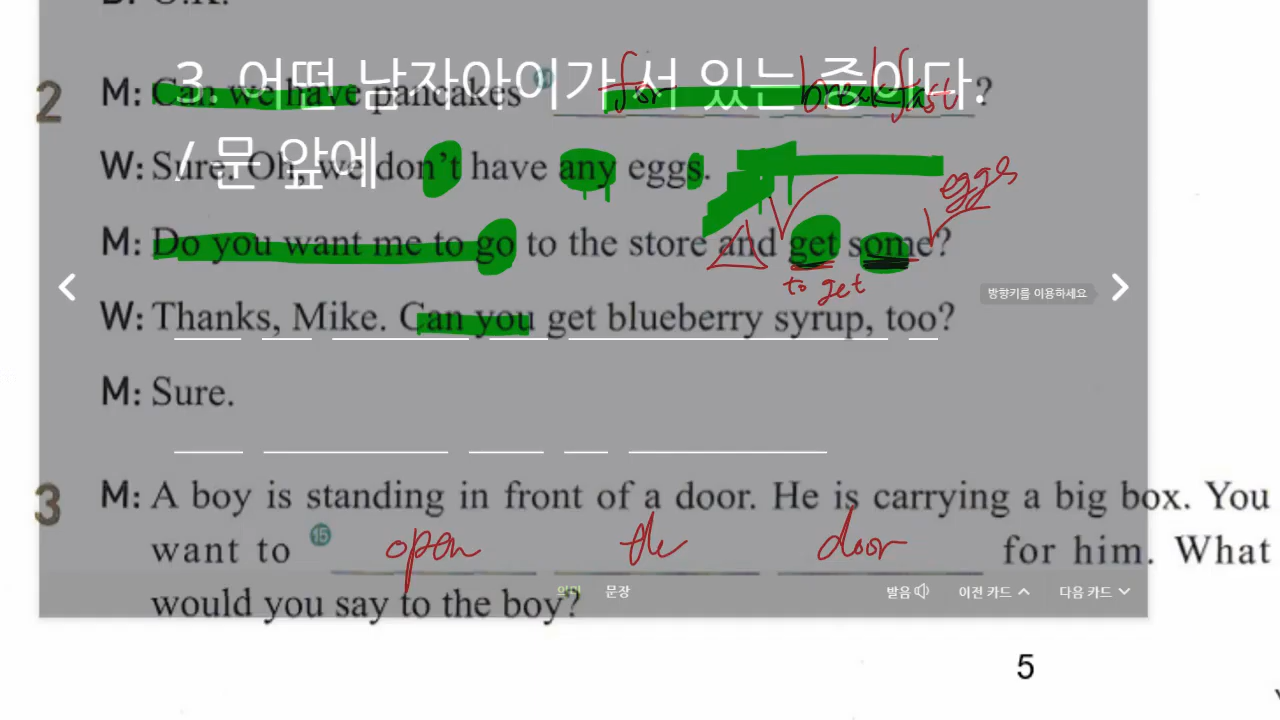 B: O.K.
3. 어떤 남자아이가 서 있는 중이다.
2 M: Can we have pancakes ⑭ for breakfast ?
/ 문 앞에
W: Sure. Oh, we don't have any eggs.
eggs
M: Do you want me to go to the store and get some?
to get
방향키를 이용하세요
W: Thanks, Mike. Can you get blueberry syrup, too?
M: Sure.
3 M: A boy is standing in front of a door. He is carrying a big box. You
want to ⑮ open the door for him. What
would you say to the boy?
의미 문장 발음 이전 카드 다음 카드
5